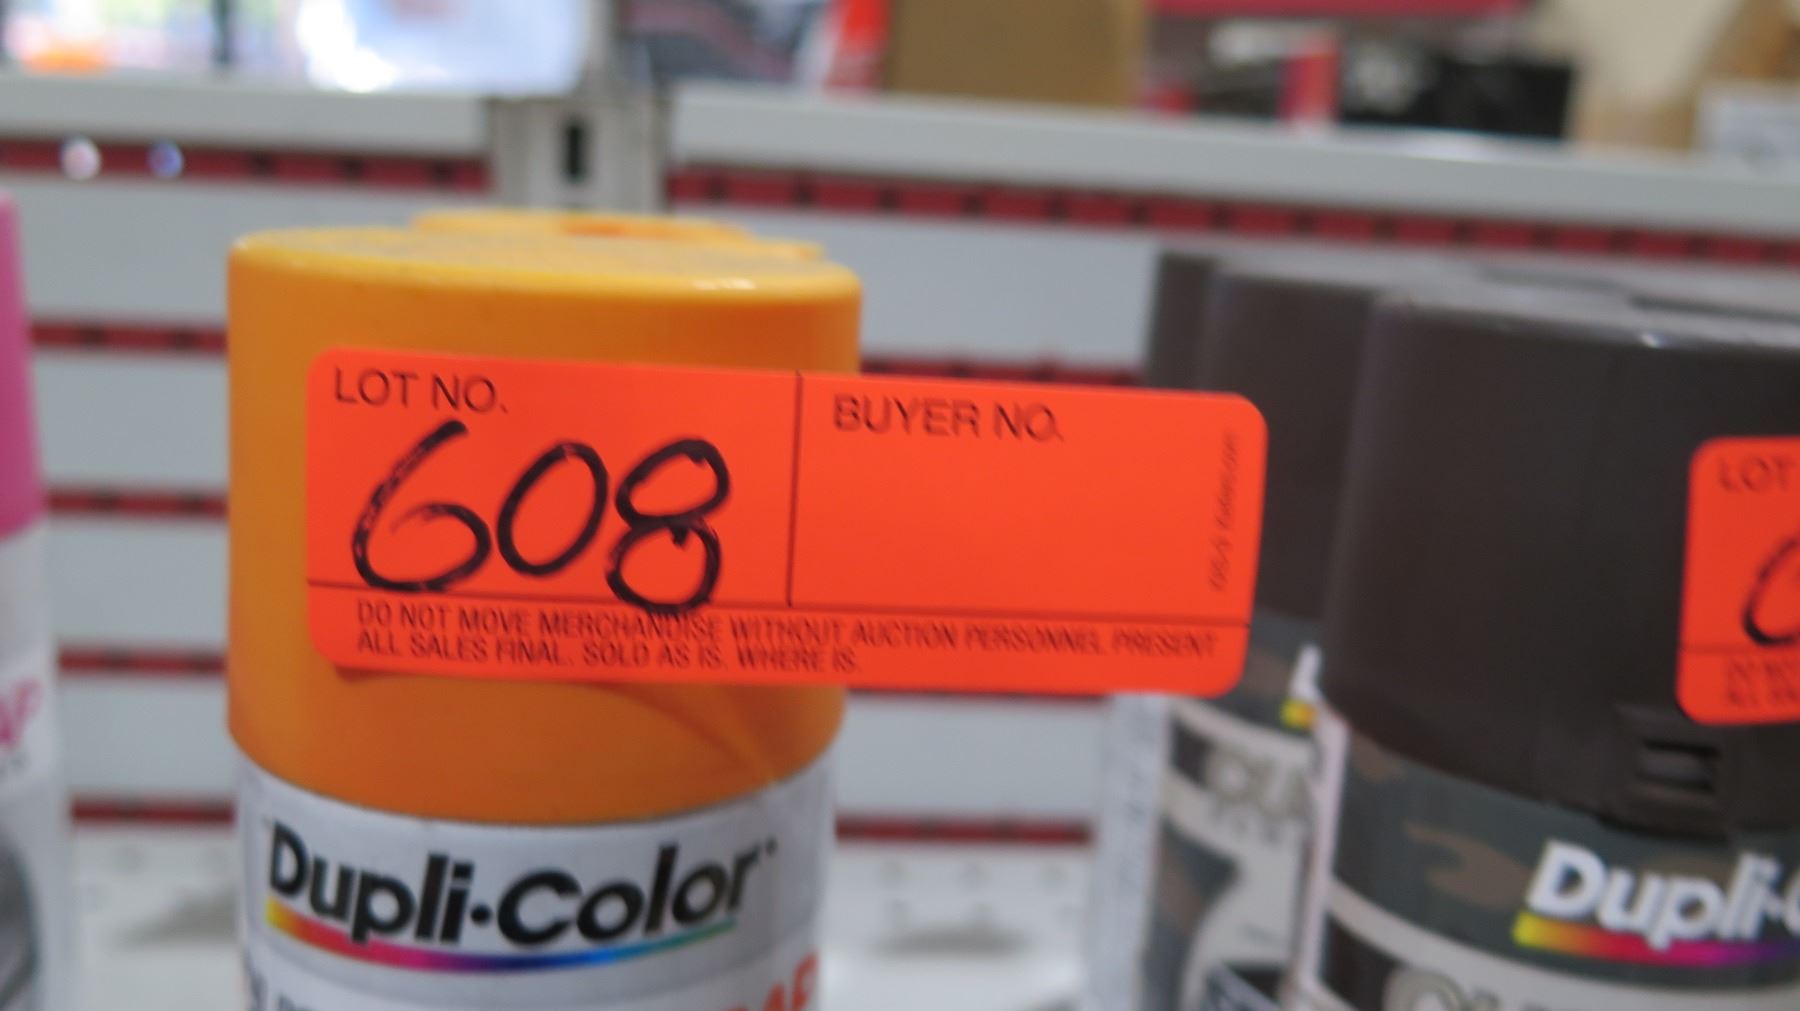 LOT NO.
BUYER NO.
608
DO NOT MOVE MERCHANDISE WITHOUT AUCTION PERSONNEL PRESENT
ALL SALES FINAL. SOLD AS IS. WHERE IS.
Dupli-Color
LOT
Dupli-C